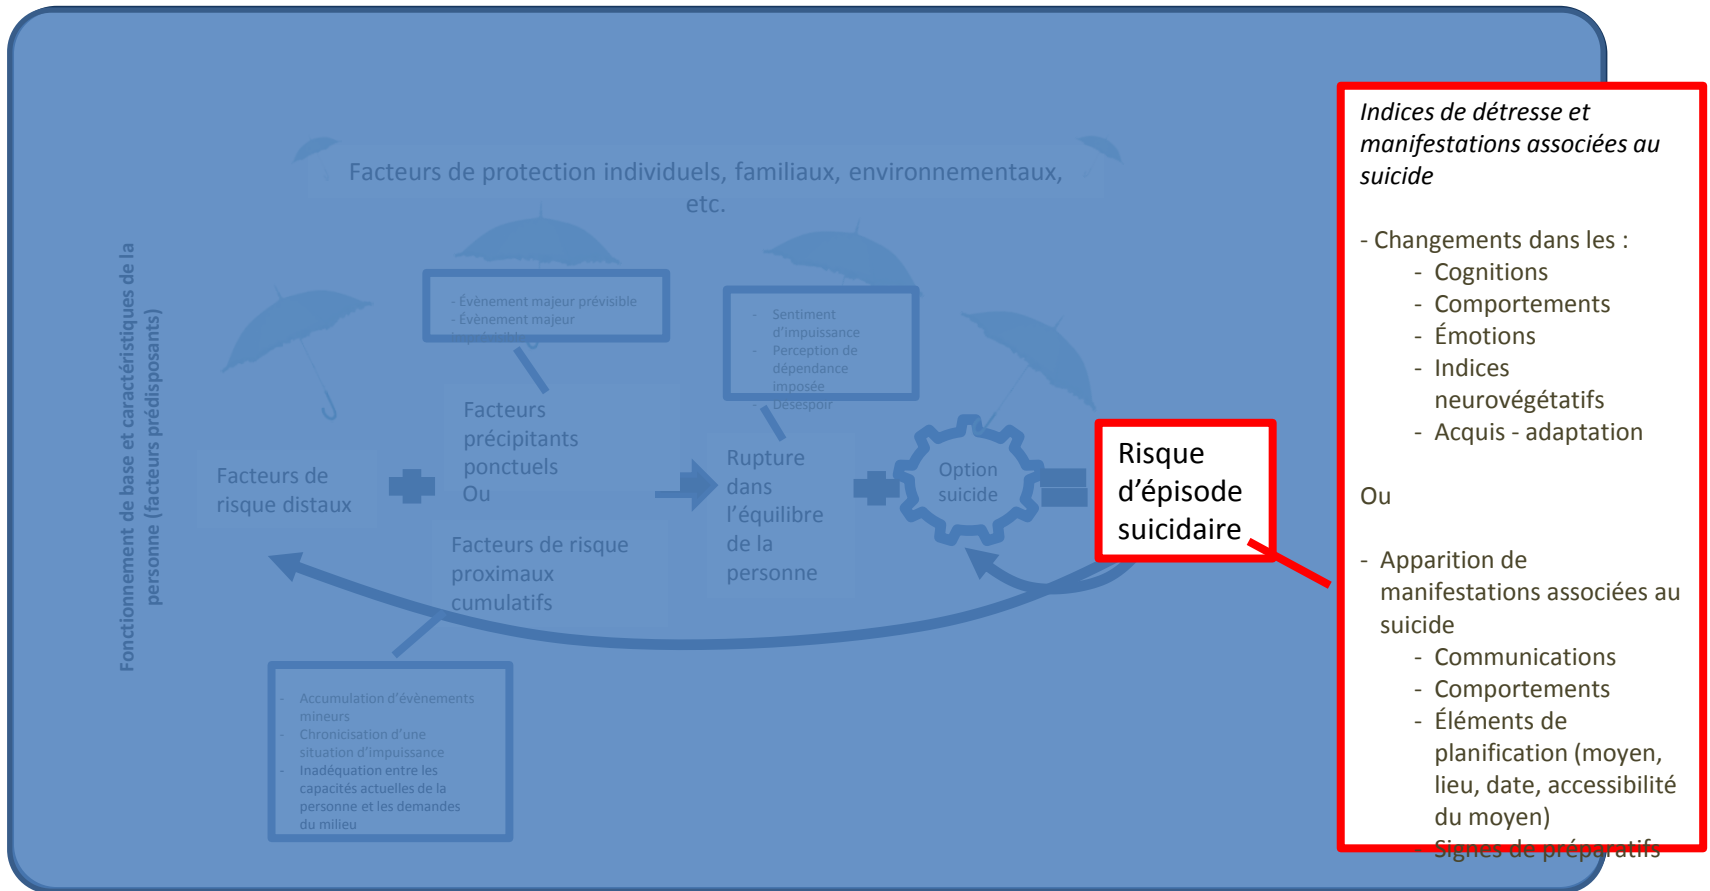 Facteurs de protection individuels, familiaux, environnementaux,
etc.
Fonctionnement de base et caractéristiques de la
personne (facteurs prédisposants)
- Évènement majeur prévisible
- Évènement majeur
- Sentiment
d'impuissance
- Perception de
dépendance
imposée
- Désespoir
Facteurs de
risque distaux
Facteurs
précipitants
ponctuels
Ou
Facteurs de risque
proximaux
cumulatifs
Rupture
dans
l'équilibre
de la
personne
Option
suicide
Risque
d'épisode
suicidaire
- Accumulation d'évènements
mineurs
- Chronicisation d'une
situation d'impuissance
- Inadéquation entre les
capacités actuelles de la
personne et les demandes
du milieu
Indices de détresse et
manifestations associées au
suicide
- Changements dans les :
- Cognitions
- Comportements
- Émotions
- Indices
neurovégétatifs
- Acquis - adaptation
Ou
- Apparition de
manifestations associées au
suicide
- Communications
- Comportements
- Éléments de
planification (moyen,
lieu, date, accessibilité
du moyen)
- Signes de préparatifs